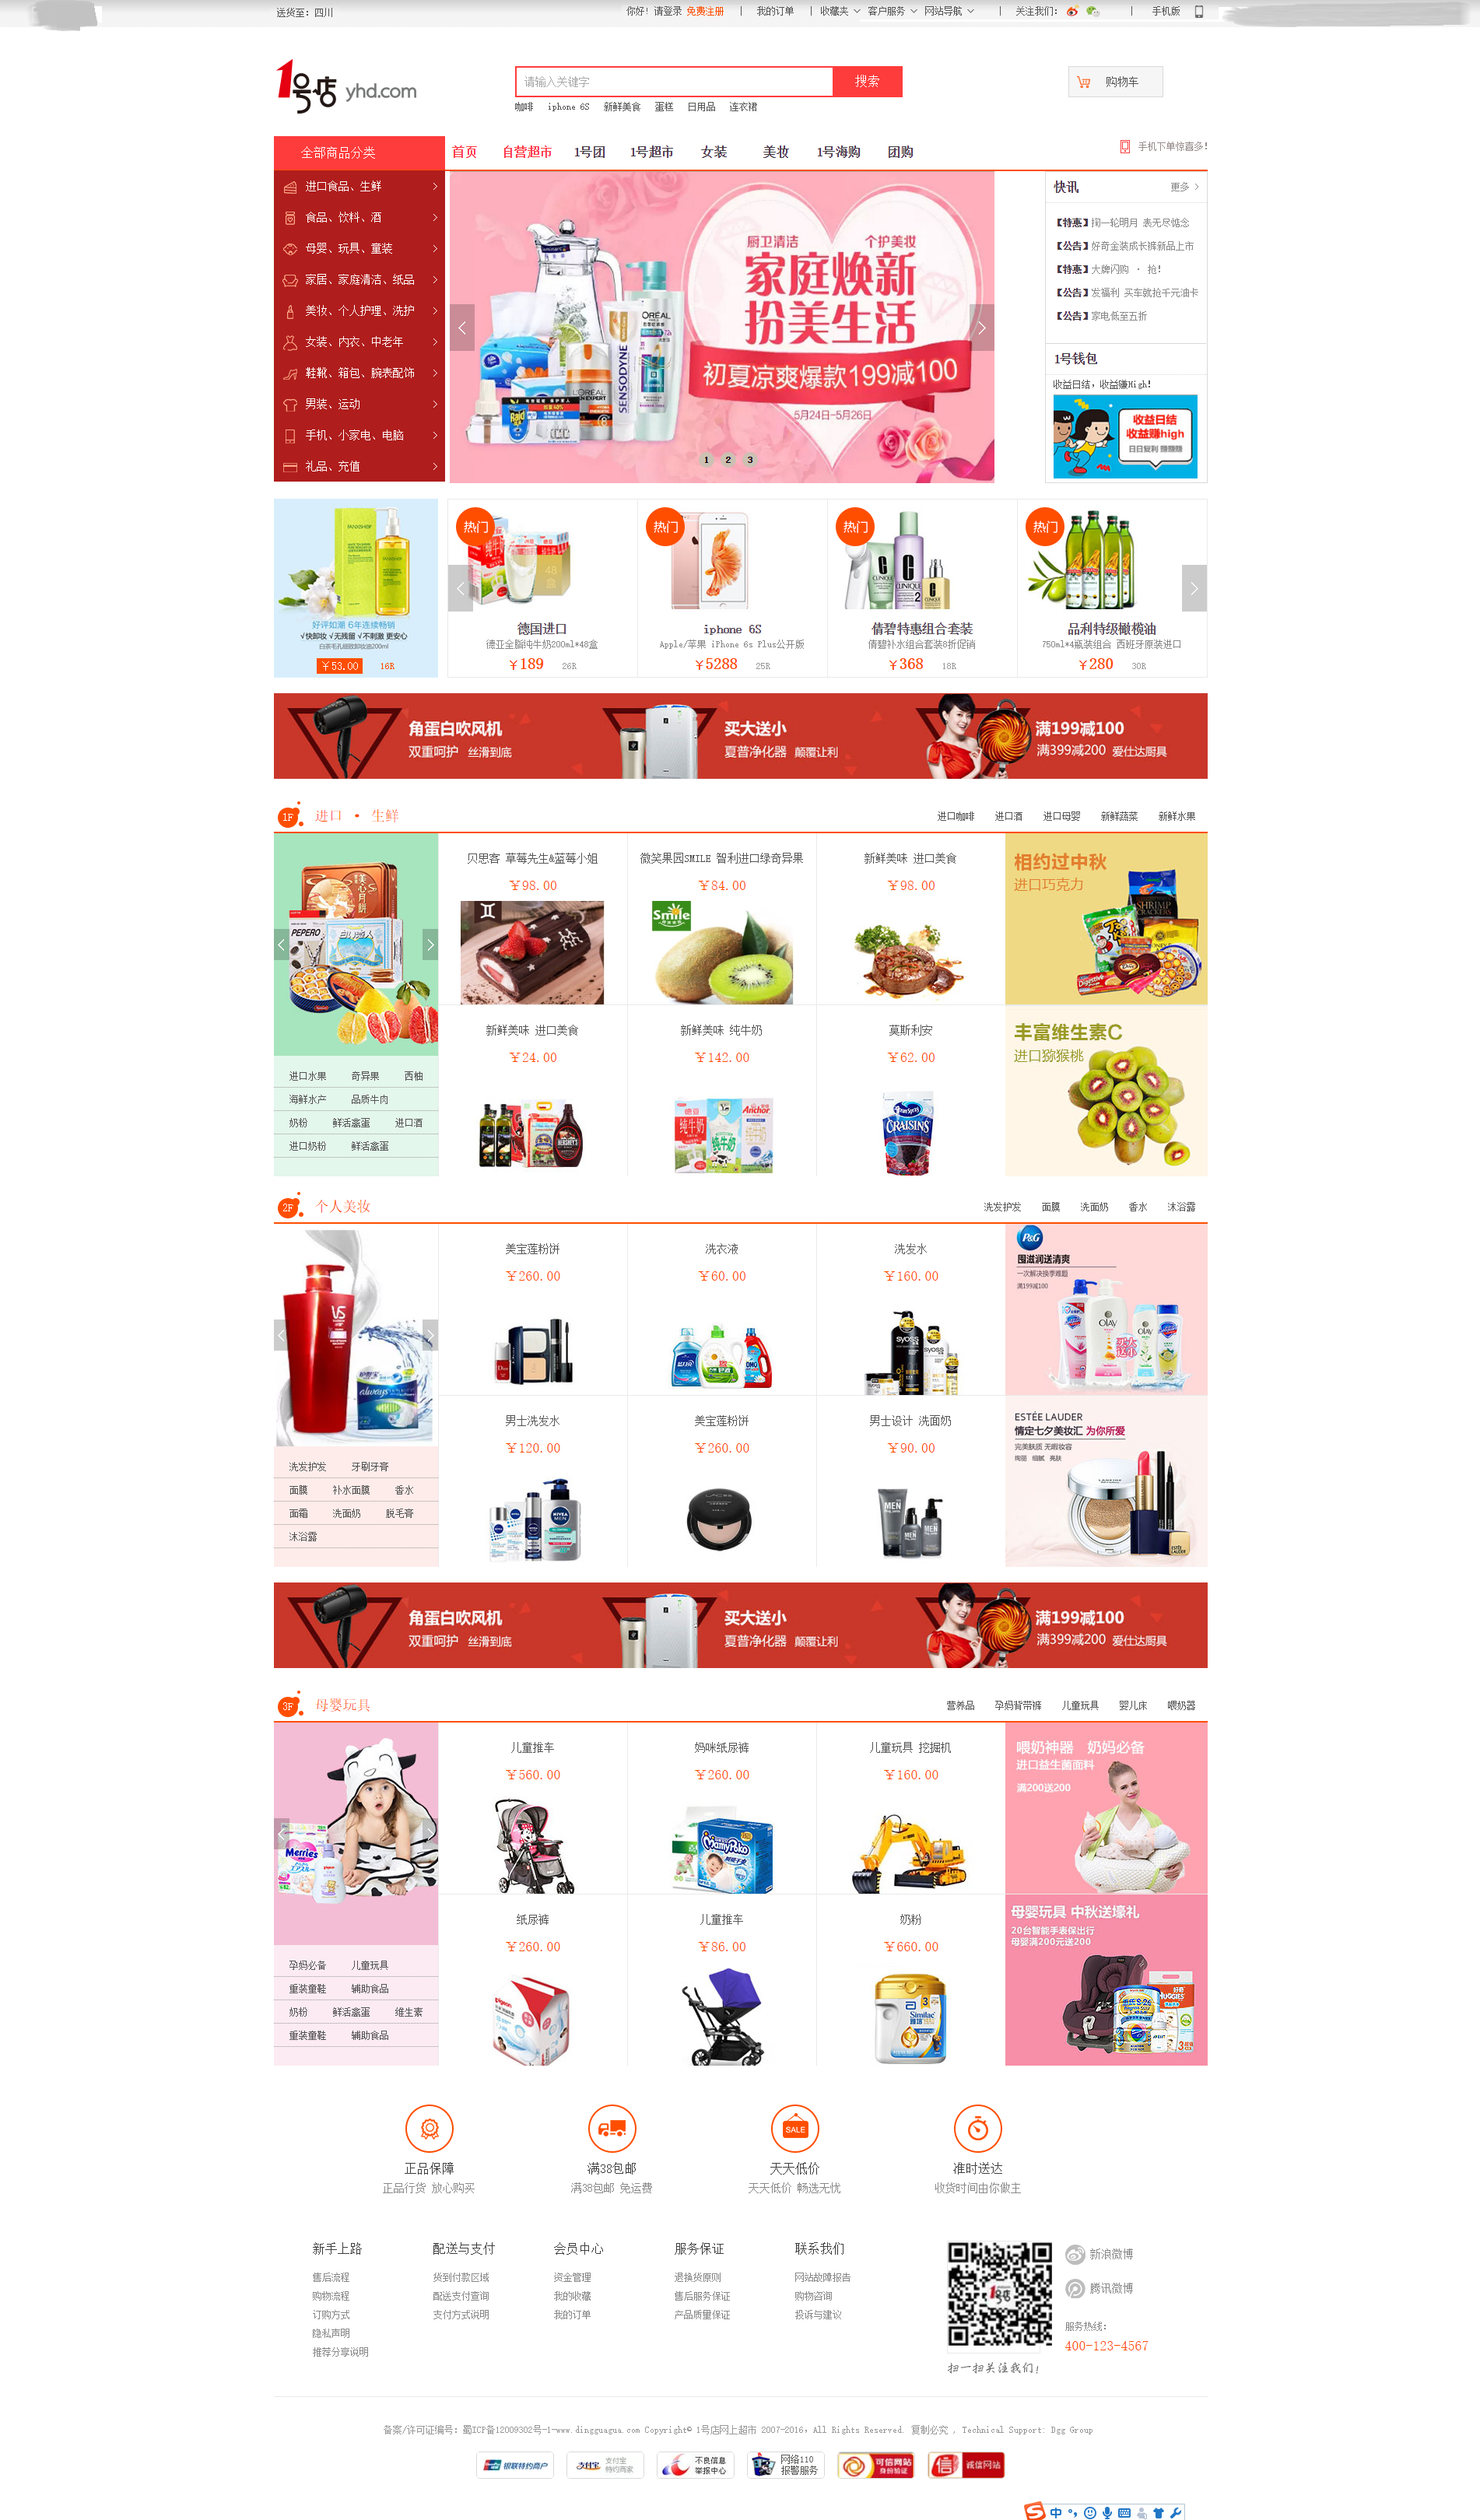 送货至：四川
你好！请登录 免费注册 | 我的订单 | 收藏夹 客户服务 网站导航 | 关注我们： | 手机版
1号店 yhd.com
请输入关键字 搜索
购物车
咖啡 iphone 6S 新鲜美食 蛋糕 日用品 连衣裙
全部商品分类 首页 自营超市 1号团 1号超市 女装 美妆 1号海购 团购
手机下单惊喜多！
进口食品、生鲜
食品、饮料、酒
母婴、玩具、童装
家居、家庭清洁、纸品
美妆、个人护理、洗护
女装、内衣、中老年
鞋靴、箱包、腕表配饰
男装、运动
手机、小家电、电脑
礼品、充值
厨卫清洁 个护美妆
家庭焕新
扮美生活
初夏凉爽爆款199减100
5月24日-5月26日
1 2 3
快讯 更多
【特惠】掬一轮明月 表无尽惦念
【公告】好奇金装成长裤新品上市
【特惠】大牌闪购 · 抢！
【公告】发福利 买车就抢千元油卡
【公告】家电低至五折
1号钱包
收益日结，收益赚High！
收益日结
收益赚high
日日复利 赚赚赚
好评如潮 6年连续畅销
√快卸妆 √无残留 √不刺激 更安心
￥53.00 16R
热门
德国进口
德亚全脂纯牛奶200ml*48盒
￥189 26R
热门
iphone 6S
Apple/苹果 iPhone 6s Plus公开版
￥5288 25R
热门
倩碧特惠组合套装
倩碧补水组合套装8折促销
￥368 18R
热门
品利特级橄榄油
750ml*4瓶装组合 西班牙原装进口
￥280 30R
角蛋白吹风机
双重呵护 丝滑到底
买大送小
夏普净化器 颠覆让利
满199减100
满399减200 爱仕达厨具
1F 进口 · 生鲜
进口咖啡 进口酒 进口母婴 新鲜蔬菜 新鲜水果
进口水果 奇异果 西柚
海鲜水产 品质牛肉
奶粉 鲜活禽蛋 进口酒
进口奶粉 鲜活禽蛋
贝思客 草莓先生&蓝莓小姐
￥98.00
微笑果园SMILE 智利进口绿奇异果
￥84.00
Smile
新鲜美味 进口美食
￥98.00
新鲜美味 进口美食
￥24.00
新鲜美味 纯牛奶
￥142.00
莫斯利安
￥62.00
相约过中秋
进口巧克力
丰富维生素C
进口猕猴桃
2F 个人美妆
洗发护发 面膜 洗面奶 香水 沐浴露
洗发护发 牙刷牙膏
面膜 补水面膜 香水
面霜 洗面奶 脱毛膏
沐浴露
美宝莲粉饼
￥260.00
洗衣液
￥60.00
洗发水
￥160.00
男士洗发水
￥120.00
美宝莲粉饼
￥260.00
男士设计 洗面奶
￥90.00
P&G
囤滋润送清爽
一次解决换季难题
满199减100
ESTĒE LAUDER
情定七夕美妆汇 为你所爱
完美肤质 无暇妆容
角蛋白吹风机
双重呵护 丝滑到底
买大送小
夏普净化器 颠覆让利
满199减100
满399减200 爱仕达厨具
3F 母婴玩具
营养品 孕妈背带裤 儿童玩具 婴儿床 喂奶器
孕妈必备 儿童玩具
童装童鞋 辅助食品
奶粉 鲜活禽蛋 维生素
童装童鞋 辅助食品
儿童推车
￥560.00
妈咪纸尿裤
￥260.00
儿童玩具 挖掘机
￥160.00
纸尿裤
￥260.00
儿童推车
￥86.00
奶粉
￥660.00
喂奶神器 奶妈必备
进口益生菌面料
满200送200
母婴玩具 中秋送壕礼
20台智能手表保出行
母婴满200元送200
正品保障
正品行货 放心购买
满38包邮
满38包邮 免运费
SALE
天天低价
天天低价 畅选无忧
准时送达
收货时间由你做主
新手上路
售后流程
购物流程
订购方式
隐私声明
推荐分享说明
配送与支付
货到付款区域
配送支付查询
支付方式说明
会员中心
资金管理
我的收藏
我的订单
服务保证
退换货原则
售后服务保证
产品质量保证
联系我们
网站故障报告
购物咨询
投诉与建议
扫一扫关注我们！
新浪微博
腾讯微博
服务热线：
400-123-4567
备案/许可证编号：蜀ICP备12009302号-1-www.dingguagua.com Copyright© 1号店网上超市 2007-2016，All Rights Reserved. 复制必究 , Technical Support: Dgg Group
银联特约商户
支付宝 特约商家
不良信息 举报中心
网络110 报警服务
可信网站 身份验证
诚信网站
中